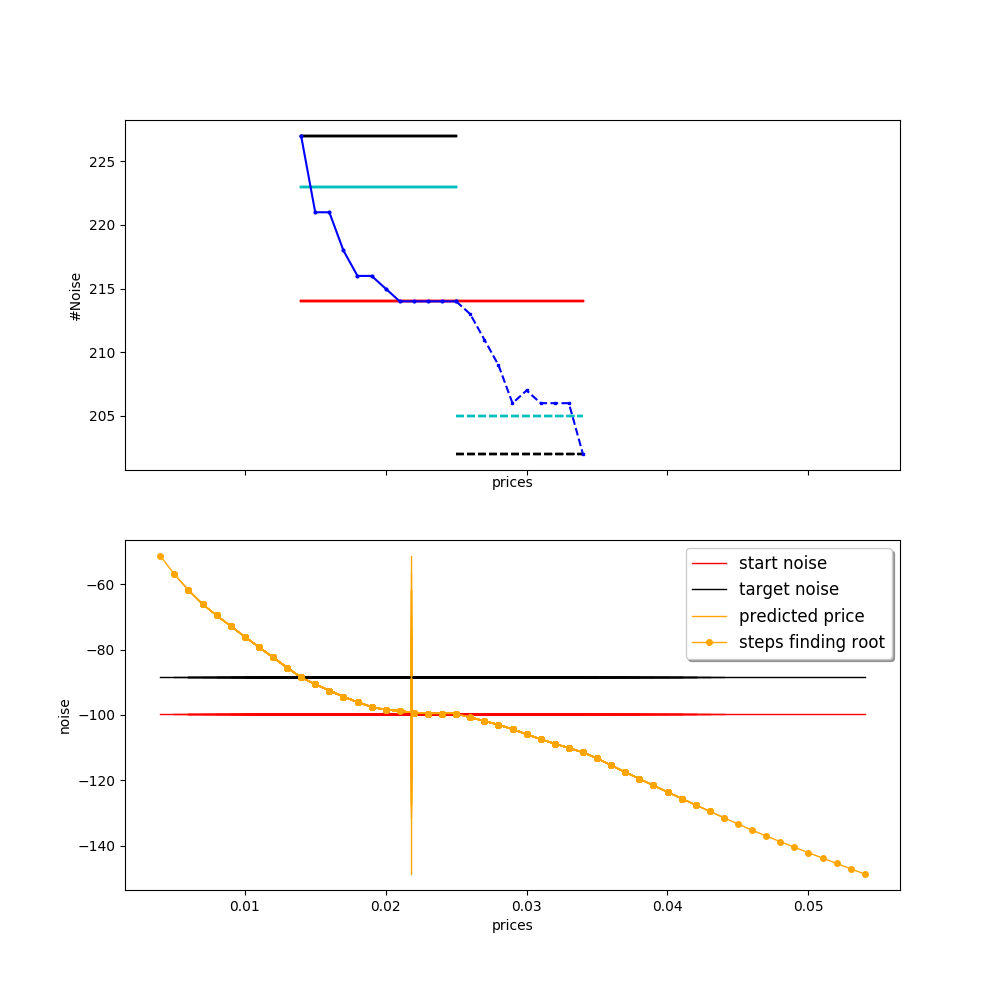 225
220
215
210
205
#Noise
prices
start noise
target noise
predicted price
steps finding root
−60
−80
−100
−120
−140
noise
0.01 0.02 0.03 0.04 0.05
prices